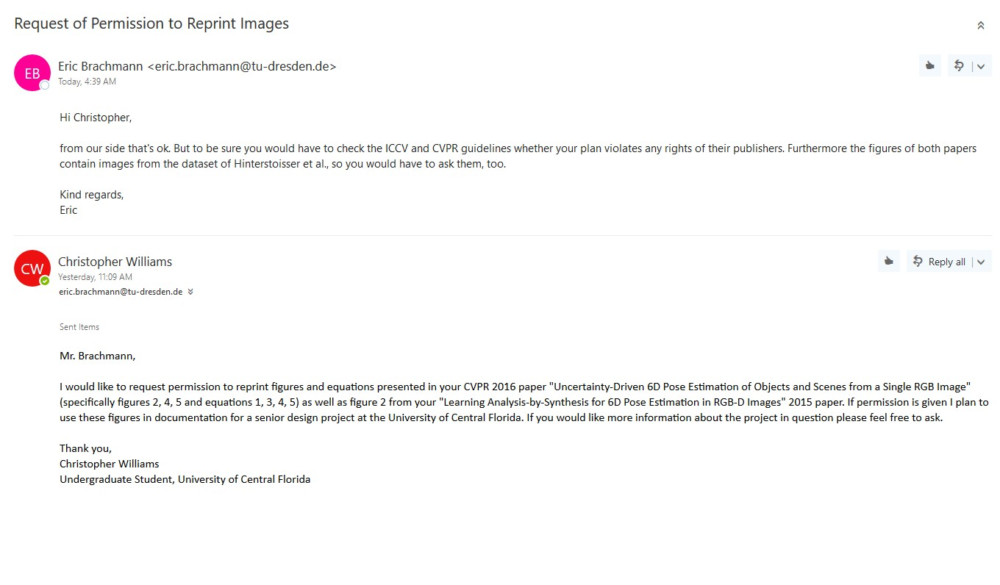 Request of Permission to Reprint Images
EB
Eric Brachmann <eric.brachmann@tu-dresden.de>
Today, 4:39 AM
Hi Christopher,
from our side that's ok. But to be sure you would have to check the ICCV and CVPR guidelines whether your plan violates any rights of their publishers. Furthermore the figures of both papers
contain images from the dataset of Hinterstoisser et al., so you would have to ask them, too.
Kind regards,
Eric
CW
Christopher Williams
Reply all
Yesterday, 11:09 AM
eric.brachmann@tu-dresden.de
Sent Items
Mr. Brachmann,
I would like to request permission to reprint figures and equations presented in your CVPR 2016 paper "Uncertainty-Driven 6D Pose Estimation of Objects and Scenes from a Single RGB Image"
(specifically figures 2, 4, 5 and equations 1, 3, 4, 5) as well as figure 2 from your "Learning Analysis-by-Synthesis for 6D Pose Estimation in RGB-D Images" 2015 paper. If permission is given I plan to
use these figures in documentation for a senior design project at the University of Central Florida. If you would like more information about the project in question please feel free to ask.
Thank you,
Christopher Williams
Undergraduate Student, University of Central Florida